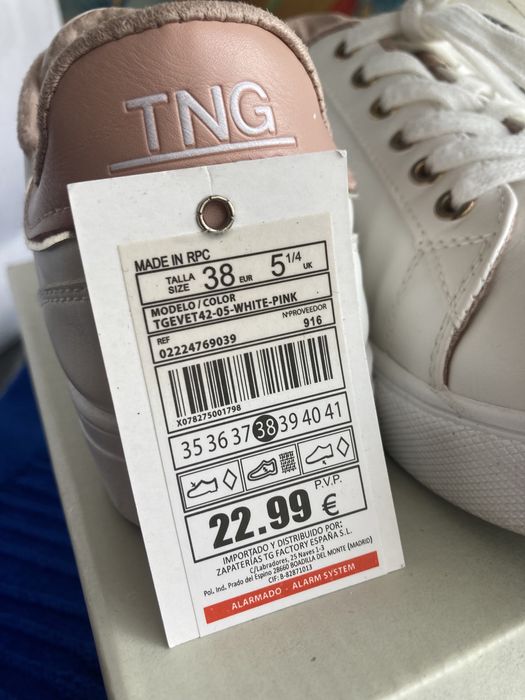 TNG
MADE IN RPC
TALLA SIZE 38 EUR 5 1/4 UK
MODELO / COLOR
TGEVET42-05-WHITE-PINK
REF NºPROVEEDOR
02224769039 916
X078275001798
35 36 37 38 39 40 41
P.V.P.
22.99 €
IMPORTADO Y DISTRIBUIDO POR:
ZAPATERÍAS TG FACTORY ESPAÑA S.L.
C/Labradores, 25 Naves 1-3
Pol. Ind. Prado del Espino 28660 BOADILLA DEL MONTE (MADRID)
CIF: B-82871013
ALARMADO - ALARM SYSTEM